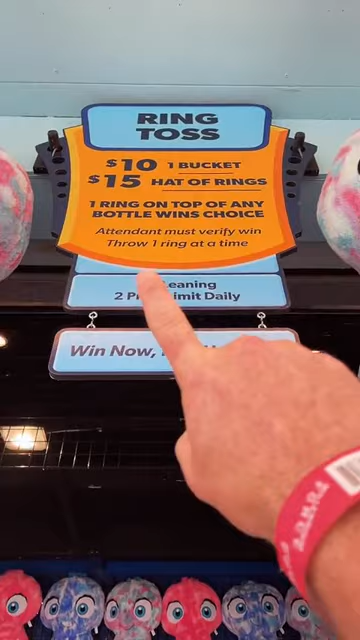 RING
TOSS
$10 1 BUCKET
$15 HAT OF RINGS
1 RING ON TOP OF ANY
BOTTLE WINS CHOICE
Attendant must verify win
Throw 1 ring at a time
Leaning
2 Limit Daily
Win Now,